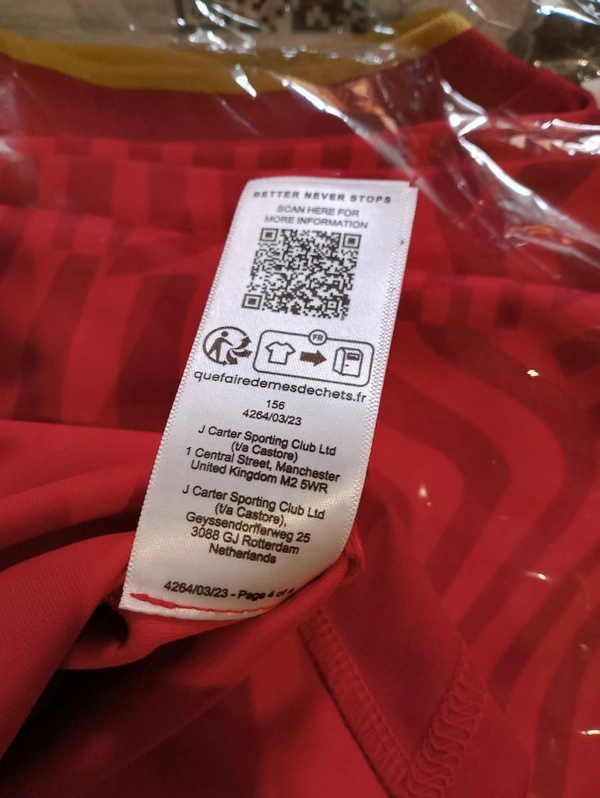 BETTER NEVER STOPS
SCAN HERE FOR
MORE INFORMATION
FR
quefairedemesdechets.fr
156
4264/03/23
J Carter Sporting Club Ltd
(t/a Castore)
1 Central Street, Manchester
United Kingdom M2 5WR
J Carter Sporting Club Ltd
(t/a Castore),
Geyssendorfferweg 25
3088 GJ Rotterdam
Netherlands
4264/03/23 - Page 4 of